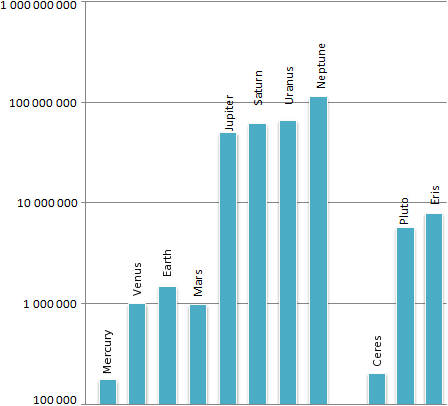 1 000 000 000
100 000 000
10 000 000
1 000 000
100 000
Mercury
Venus
Earth
Mars
Jupiter
Saturn
Uranus
Neptune
Ceres
Pluto
Eris